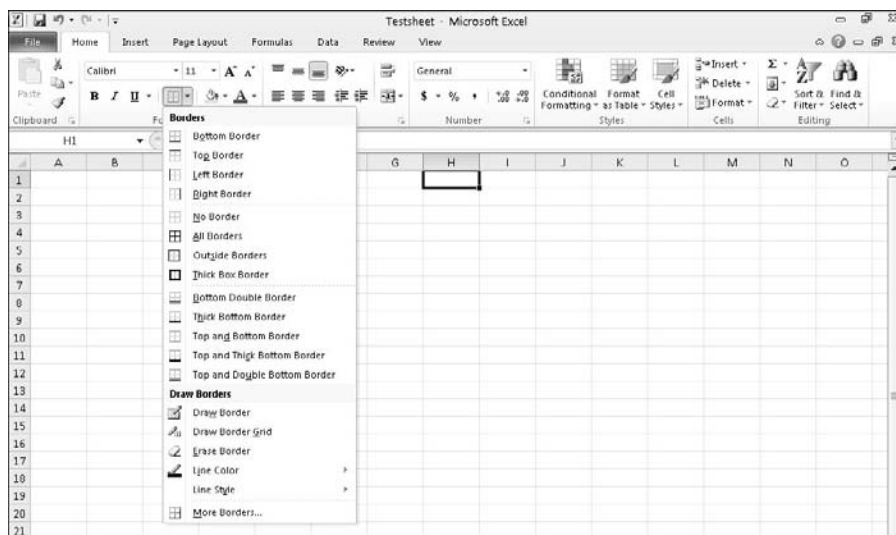 Testsheet - Microsoft Excel
File Home Insert Page Layout Formulas Data Review View
Calibri 11 A A General Insert Σ
Paste Conditional Format Cell Delete Sort & Find &
B I U A $ % , Formatting as Table Styles Format Filter Select
Clipboard Number Styles Cells Editing
H1
A B G H I J K L M N O
Borders
Bottom Border
Top Border
Left Border
Right Border
No Border
All Borders
Outside Borders
Thick Box Border
Bottom Double Border
Thick Bottom Border
Top and Bottom Border
Top and Thick Bottom Border
Top and Double Bottom Border
Draw Borders
Draw Border
Draw Border Grid
Erase Border
Line Color
Line Style
More Borders...
1
2
3
4
5
6
7
8
9
10
11
12
13
14
15
16
17
18
19
20
21